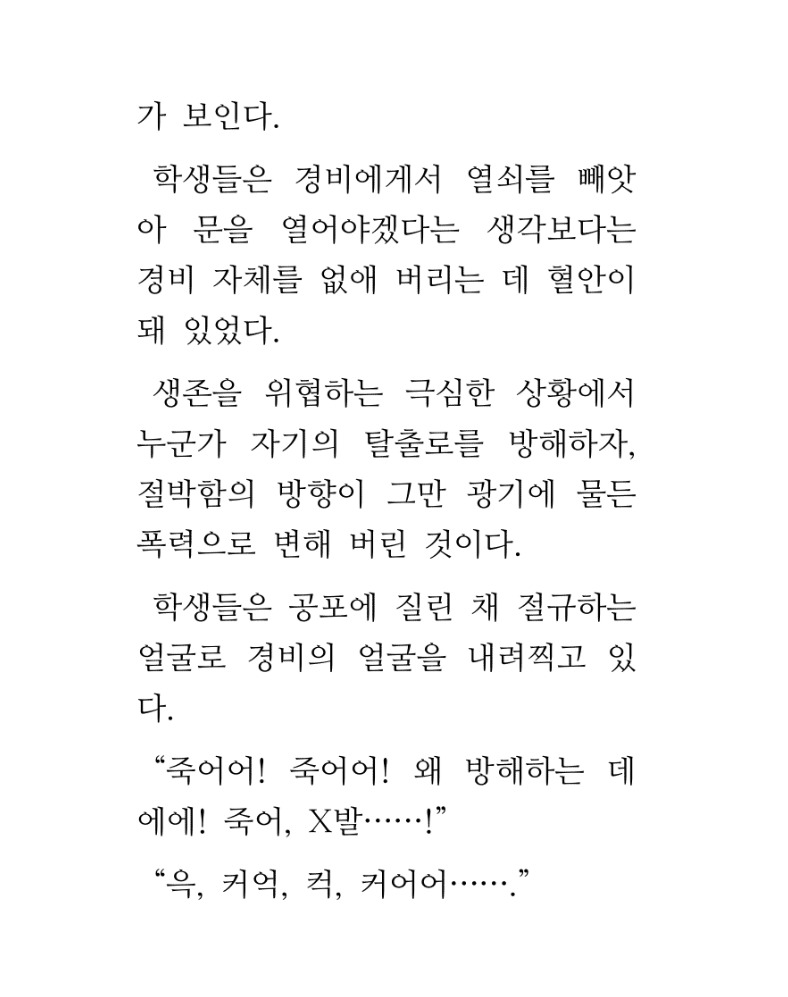 가 보인다.
학생들은 경비에게서 열쇠를 빼앗
아 문을 열어야겠다는 생각보다는
경비 자체를 없애 버리는 데 혈안이
돼 있었다.
생존을 위협하는 극심한 상황에서
누군가 자기의 탈출로를 방해하자,
절박함의 방향이 그만 광기에 물든
폭력으로 변해 버린 것이다.
학생들은 공포에 질린 채 절규하는
얼굴로 경비의 얼굴을 내려찍고 있
다.
“죽어어! 죽어어! 왜 방해하는 데
에에! 죽어, X발……!”
“윽, 커억, 컥, 커어어…….”